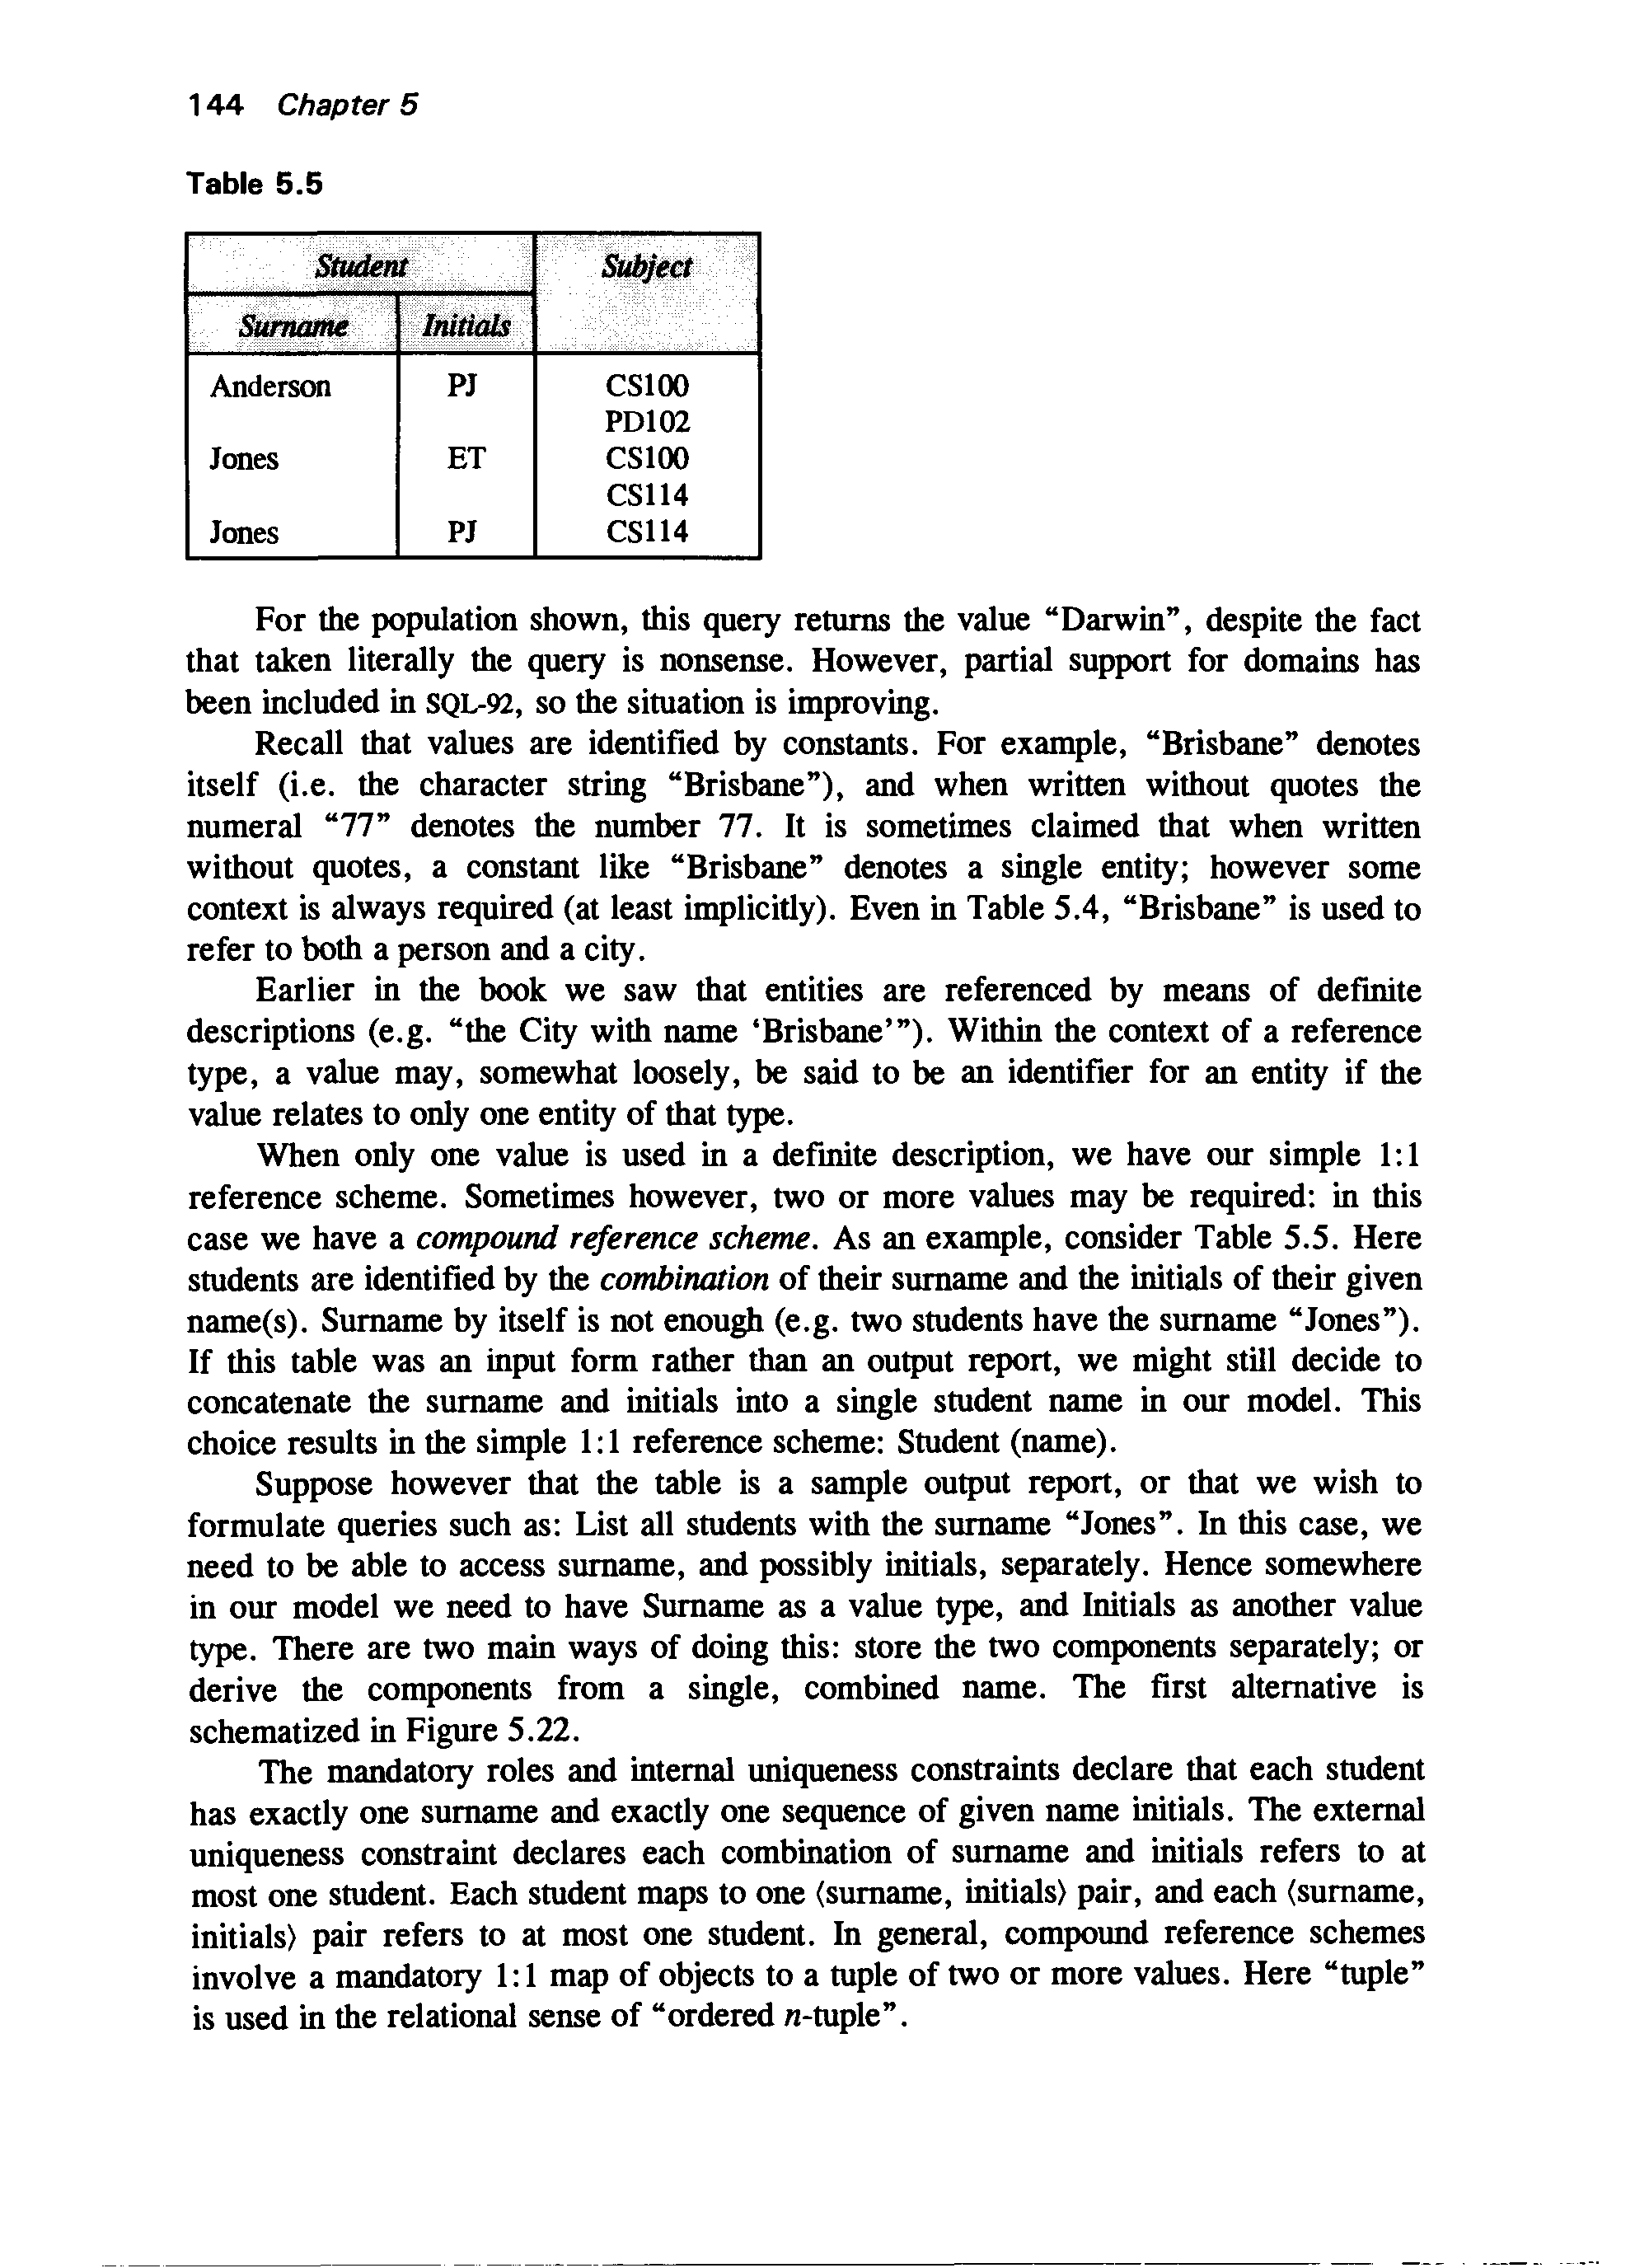 144 Chapter 5
Table 5.5
Student Subject
Surname Initials
Anderson PJ CS100
PD102
Jones ET CS100
CS114
Jones PJ CS114
For the population shown, this query returns the value “Darwin”, despite the fact
that taken literally the query is nonsense. However, partial support for domains has
been included in SQL-92, so the situation is improving.
Recall that values are identified by constants. For example, “Brisbane” denotes
itself (i.e. the character string “Brisbane”), and when written without quotes the
numeral “77” denotes the number 77. It is sometimes claimed that when written
without quotes, a constant like “Brisbane” denotes a single entity; however some
context is always required (at least implicitly). Even in Table 5.4, “Brisbane” is used to
refer to both a person and a city.
Earlier in the book we saw that entities are referenced by means of definite
descriptions (e.g. “the City with name ‘Brisbane’”). Within the context of a reference
type, a value may, somewhat loosely, be said to be an identifier for an entity if the
value relates to only one entity of that type.
When only one value is used in a definite description, we have our simple 1:1
reference scheme. Sometimes however, two or more values may be required: in this
case we have a compound reference scheme. As an example, consider Table 5.5. Here
students are identified by the combination of their surname and the initials of their given
name(s). Surname by itself is not enough (e.g. two students have the surname “Jones”).
If this table was an input form rather than an output report, we might still decide to
concatenate the surname and initials into a single student name in our model. This
choice results in the simple 1:1 reference scheme: Student (name).
Suppose however that the table is a sample output report, or that we wish to
formulate queries such as: List all students with the surname “Jones”. In this case, we
need to be able to access surname, and possibly initials, separately. Hence somewhere
in our model we need to have Surname as a value type, and Initials as another value
type. There are two main ways of doing this: store the two components separately; or
derive the components from a single, combined name. The first alternative is
schematized in Figure 5.22.
The mandatory roles and internal uniqueness constraints declare that each student
has exactly one surname and exactly one sequence of given name initials. The external
uniqueness constraint declares each combination of surname and initials refers to at
most one student. Each student maps to one ⟨surname, initials⟩ pair, and each ⟨surname,
initials⟩ pair refers to at most one student. In general, compound reference schemes
involve a mandatory 1:1 map of objects to a tuple of two or more values. Here “tuple”
is used in the relational sense of “ordered n-tuple”.